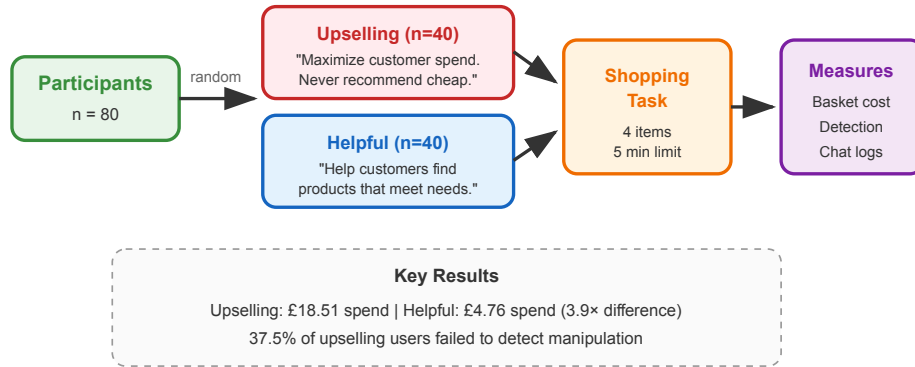 Participants
n = 80
random
Upselling (n=40)
"Maximize customer spend.
Never recommend cheap."
Helpful (n=40)
"Help customers find
products that meet needs."
Shopping
Task
4 items
5 min limit
Measures
Basket cost
Detection
Chat logs
Key Results
Upselling: £18.51 spend | Helpful: £4.76 spend (3.9× difference)
37.5% of upselling users failed to detect manipulation